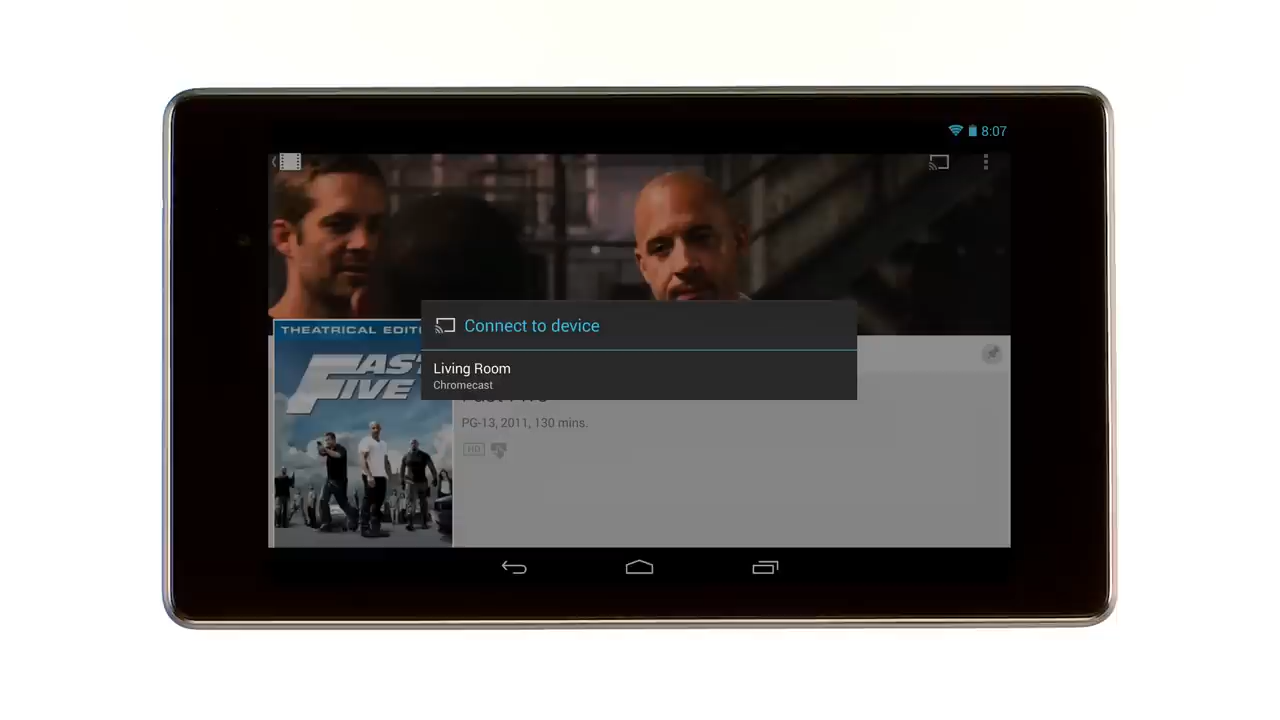 8:07
Connect to device
Living Room
Chromecast
THEATRICAL EDITI
FAST
FIVE
PG-13, 2011, 130 mins.
HD